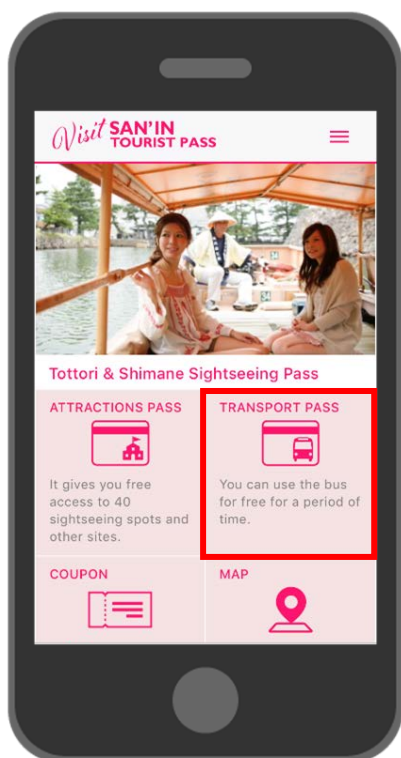 Visit SAN'IN
TOURIST PASS
Tottori & Shimane Sightseeing Pass
ATTRACTIONS PASS
It gives you free
access to 40
sightseeing spots and
other sites.
TRANSPORT PASS
You can use the bus
for free for a period of
time.
COUPON
MAP